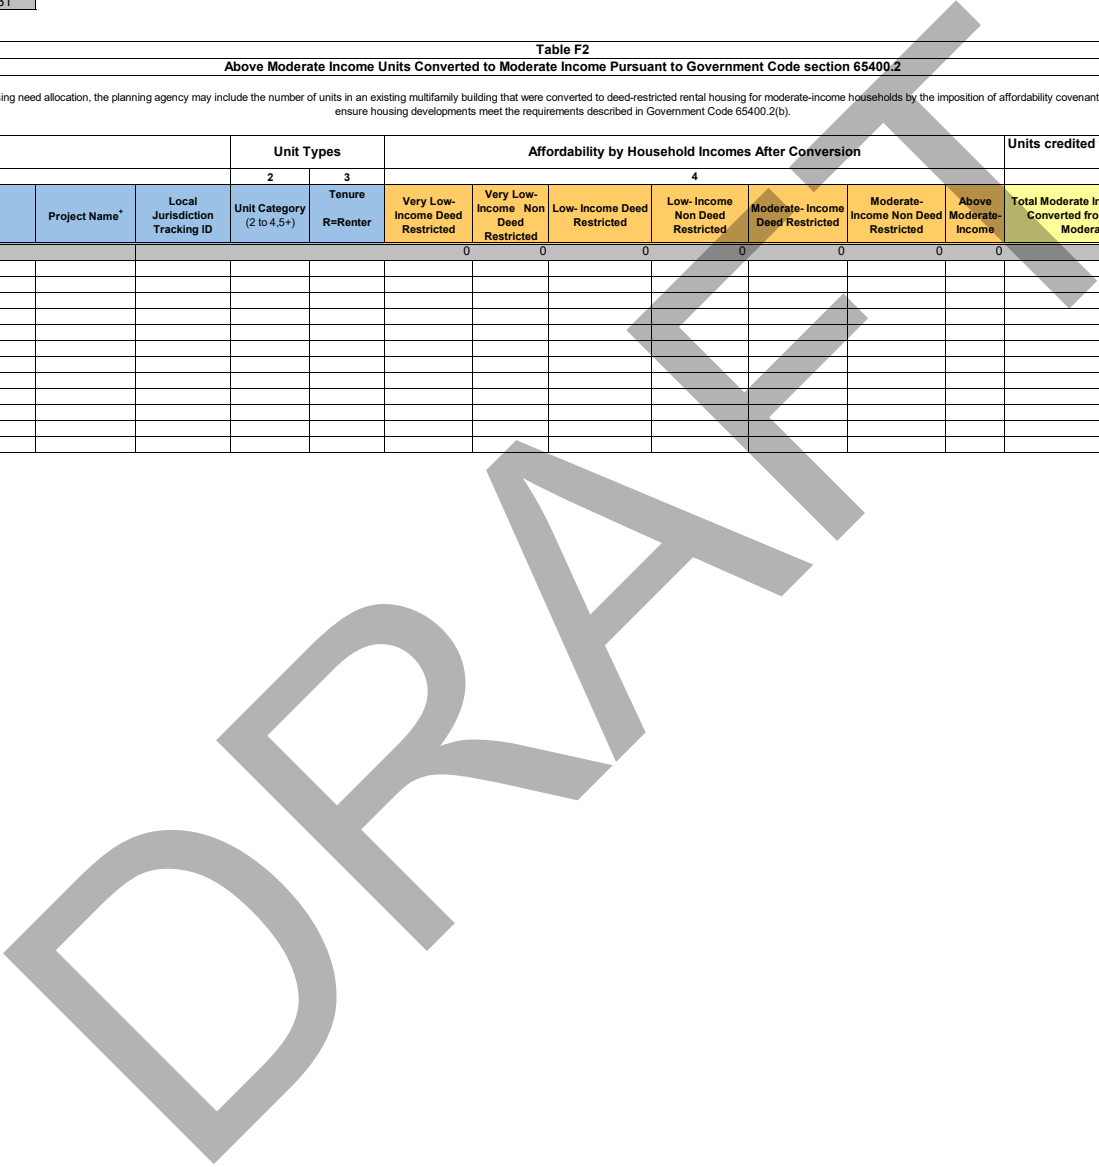 Table F2
Above Moderate Income Units Converted to Moderate Income Pursuant to Government Code section 65400.2
need allocation, the planning agency may include the number of units in an existing multifamily building that were converted to deed-restricted rental housing for moderate-income households by the imposition of affordability
ensure housing developments meet the requirements described in Government Code 65400.2(b).
Unit Types Affordability by Household Incomes After Conversion Units credited
2 3 4
Project Name+
Local
Jurisdiction
Tracking ID
Unit Category
(2 to 4,5+)
Tenure
R=Renter
Very Low-
Income Deed
Restricted
Very Low-
Income Non
Deed
Restricted
Low- Income Deed
Restricted
Low- Income
Non Deed
Restricted
Moderate- Income
Deed Restricted
Moderate-
Income Non Deed
Restricted
Above
Moderate-
Income
Total Moderate
Converted
0 0 0 0 0 0 0
DRAFT